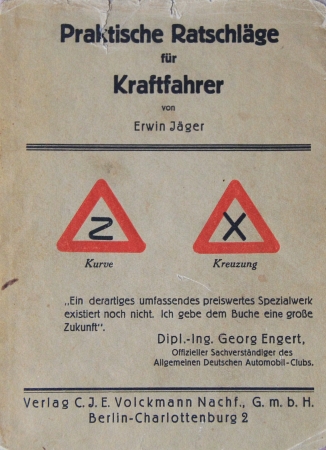 Praktische Ratschläge
für
Kraftfahrer
von
Erwin Jäger
Z X
Kurve Kreuzung
„Ein derartiges umfassendes preiswertes Spezialwerk
existiert noch nicht. Ich gebe dem Buche eine große
Zukunft“.
Dipl.-Ing. Georg Engert,
Offizieller Sachverständiger des
Allgemeinen Deutschen Automobil-Clubs.
Verlag C. J. E. Volckmann Nachf., G. m. b. H.
Berlin-Charlottenburg 2